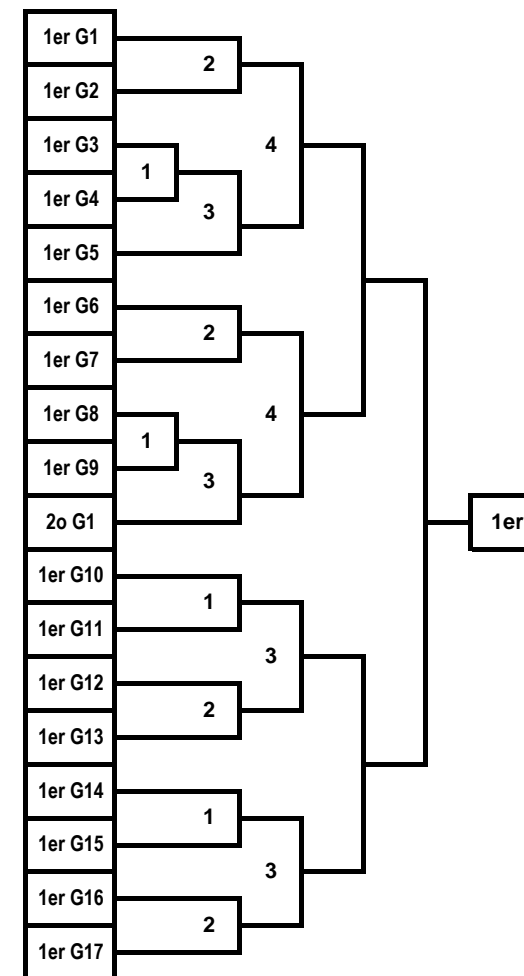 1er G1
2
1er G2
1er G3
4
1
1er G4
3
1er G5
1er G6
2
1er G7
1er G8
4
1
1er G9
3
2o G1
1er
1er G10
1
1er G11
3
1er G12
2
1er G13
1er G14
1
1er G15
3
1er G16
2
1er G17